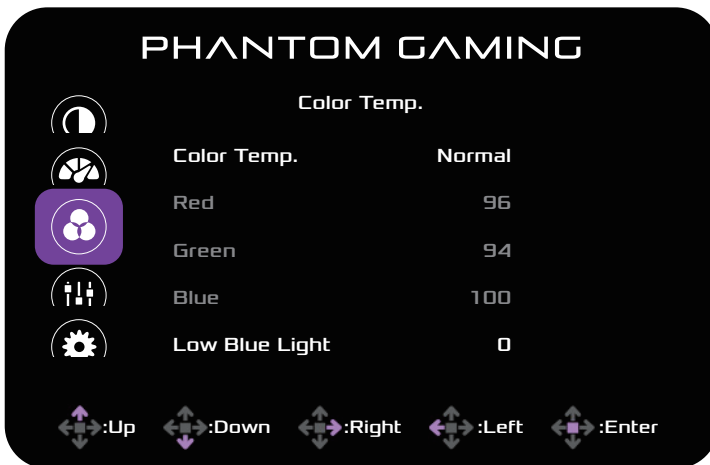 PHANTOM GAMING
Color Temp.
Color Temp. Normal
Red 96
Green 94
Blue 100
Low Blue Light 0
:Up :Down :Right :Left :Enter